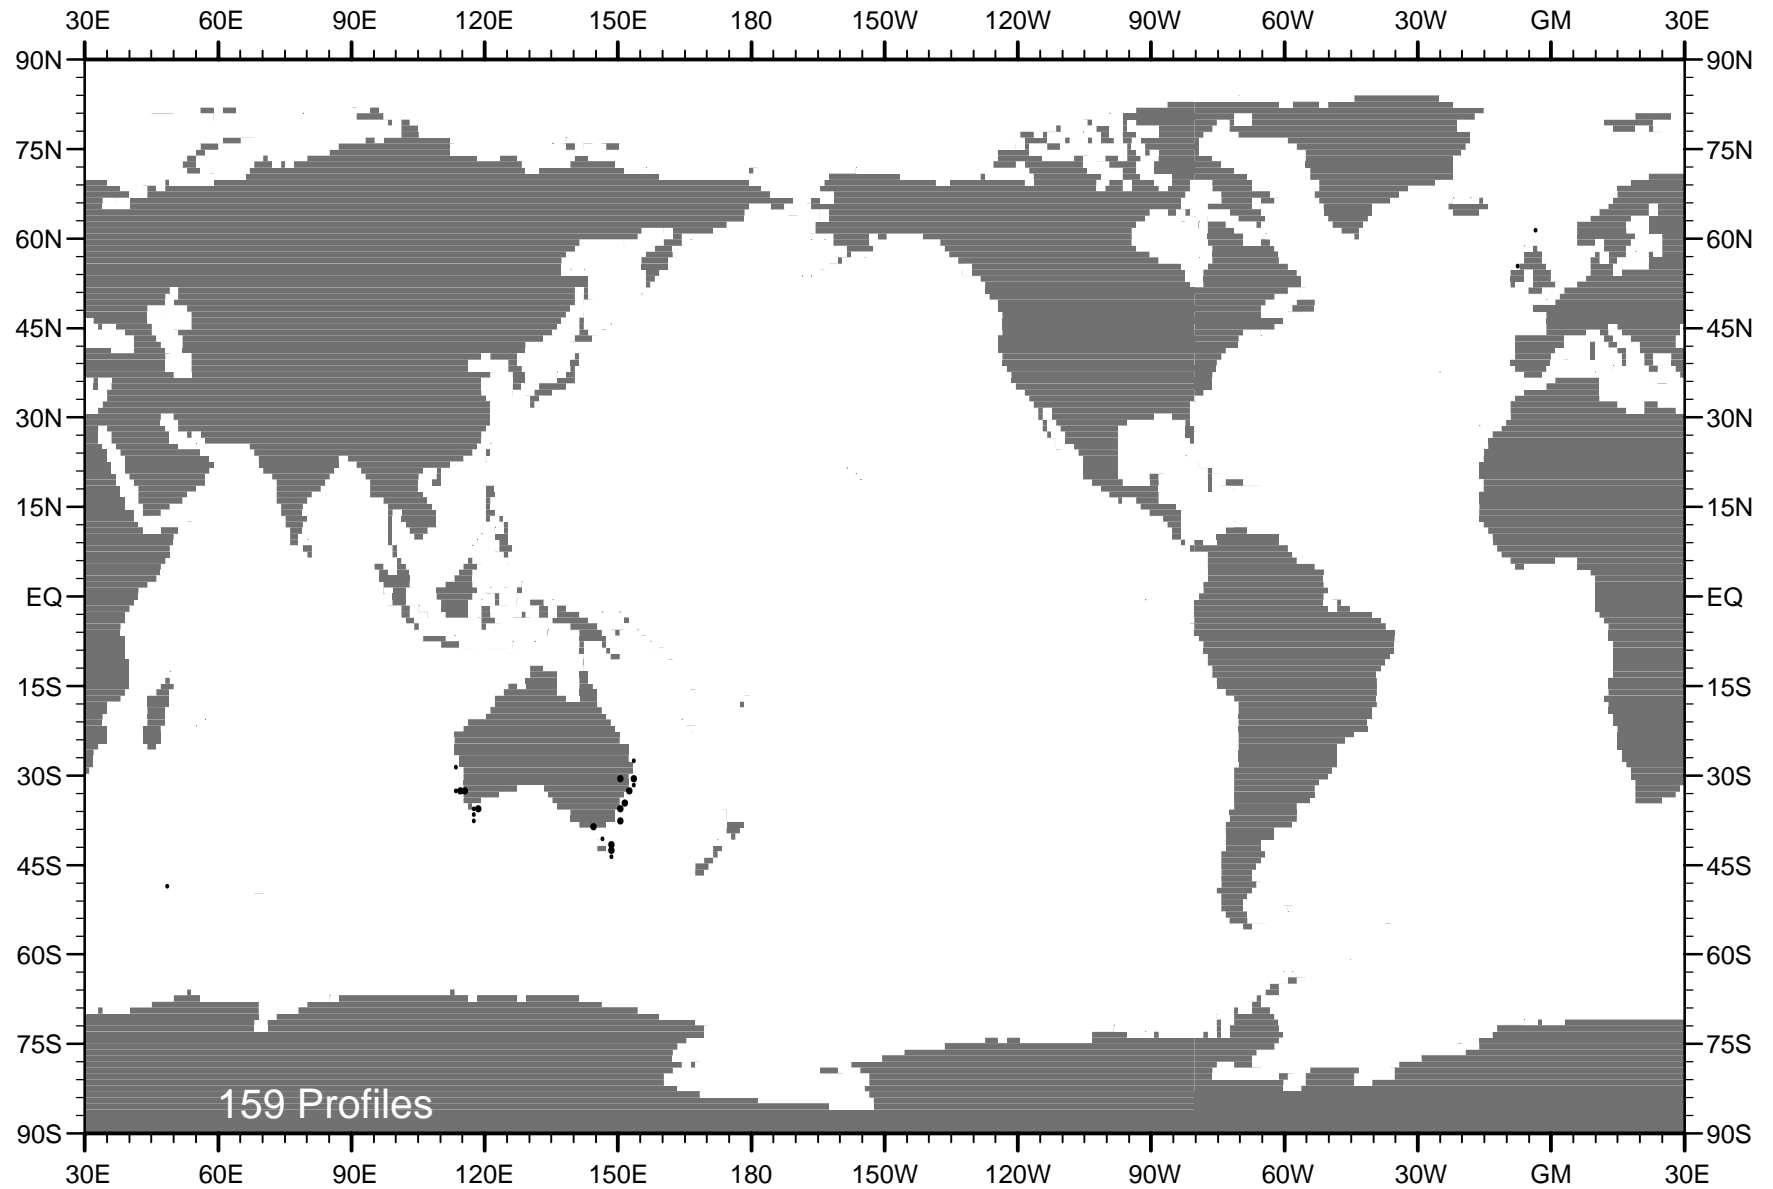 30E 60E 90E 120E 150E 180 150W 120W 90W 60W 30W GM 30E
90N 90N
75N 75N
60N 60N
45N 45N
30N 30N
15N 15N
EQ EQ
15S 15S
30S 30S
45S 45S
60S 60S
75S 75S
159 Profiles
90S 90S
30E 60E 90E 120E 150E 180 150W 120W 90W 60W 30W GM 30E